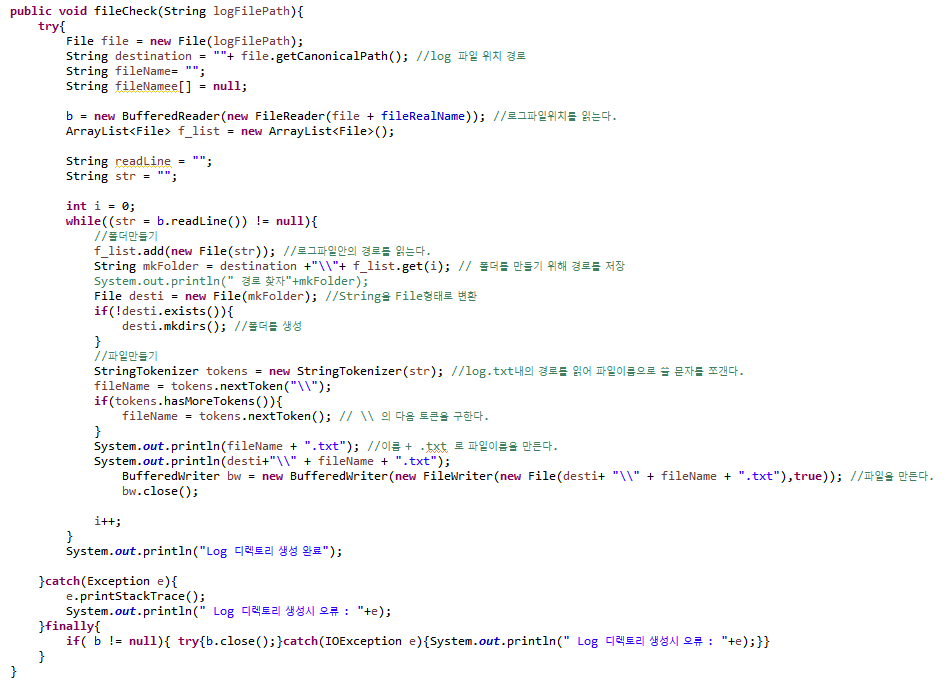 public void fileCheck(String logFilePath){
try{
File file = new File(logFilePath);
String destination = ""+ file.getCanonicalPath(); //log 파일 위치 경로
String fileName= "";
String fileNamee[] = null;
b = new BufferedReader(new FileReader(file + fileRealName)); //로그파일위치를 읽는다.
ArrayList<File> f_list = new ArrayList<File>();
String readLine = "";
String str = "";
int i = 0;
while((str = b.readLine()) != null){
//폴더만들기
f_list.add(new File(str)); //로그파일안의 경로를 읽는다.
String mkFolder = destination +"\\"+ f_list.get(i); // 폴더를 만들기 위해 경로를 저장
System.out.println(" 경로 찾자"+mkFolder);
File desti = new File(mkFolder); //String을 File형태로 변환
if(!desti.exists()){
desti.mkdirs(); //폴더를 생성
}
//파일만들기
StringTokenizer tokens = new StringTokenizer(str); //log.txt내의 경로를 읽어 파일이름으로 쓸 문자를 쪼갠다.
fileName = tokens.nextToken("\\");
if(tokens.hasMoreTokens()){
fileName = tokens.nextToken(); // \\ 의 다음 토큰을 구한다.
}
System.out.println(fileName + ".txt"); //이름 + .txt 로 파일이름을 만든다.
System.out.println(desti+"\\" + fileName + ".txt");
BufferedWriter bw = new BufferedWriter(new FileWriter(new File(desti+ "\\" + fileName + ".txt"),true)); //파일을 만든다.
bw.close();
i++;
}
System.out.println("Log 디렉토리 생성 완료");
}catch(Exception e){
e.printStackTrace();
System.out.println(" Log 디렉토리 생성시 오류 : "+e);
}finally{
if( b != null){ try{b.close();}catch(IOException e){System.out.println(" Log 디렉토리 생성시 오류 : "+e);}}
}
}